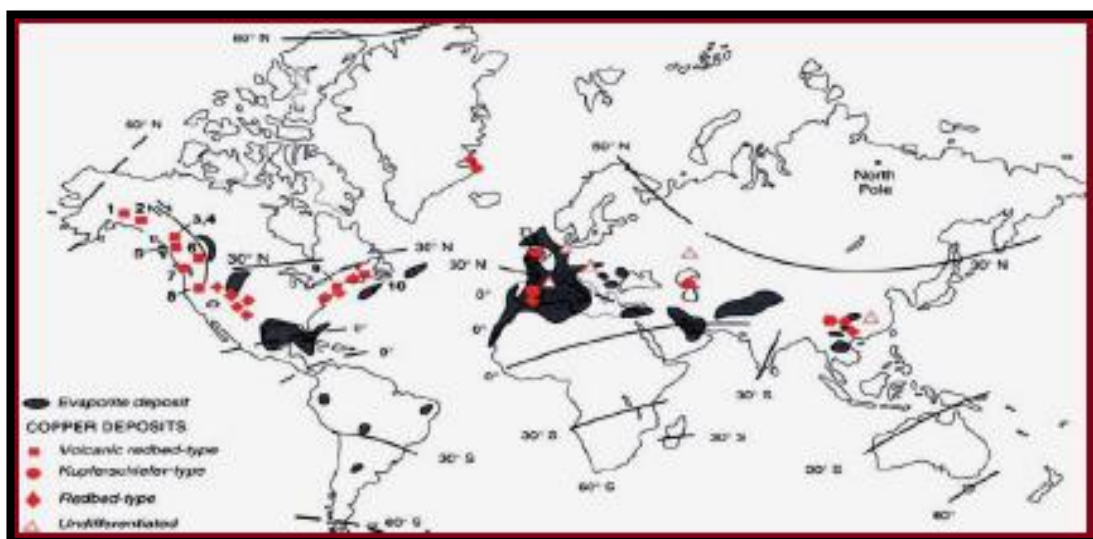 60° N
60° N
60° N
North
Pole
1
2
3,4
5
6
7
8
30° N
30° N
10
30° N
30° N
0°
0°
0°
0°
0°
30° S
30° S
30° S
30° S
30° S
60° S
60° S
60°
Evaporite deposit
COPPER DEPOSITS
Volcanic redbed-type
Kupferschiefer-type
Redbed-type
Undifferentiated